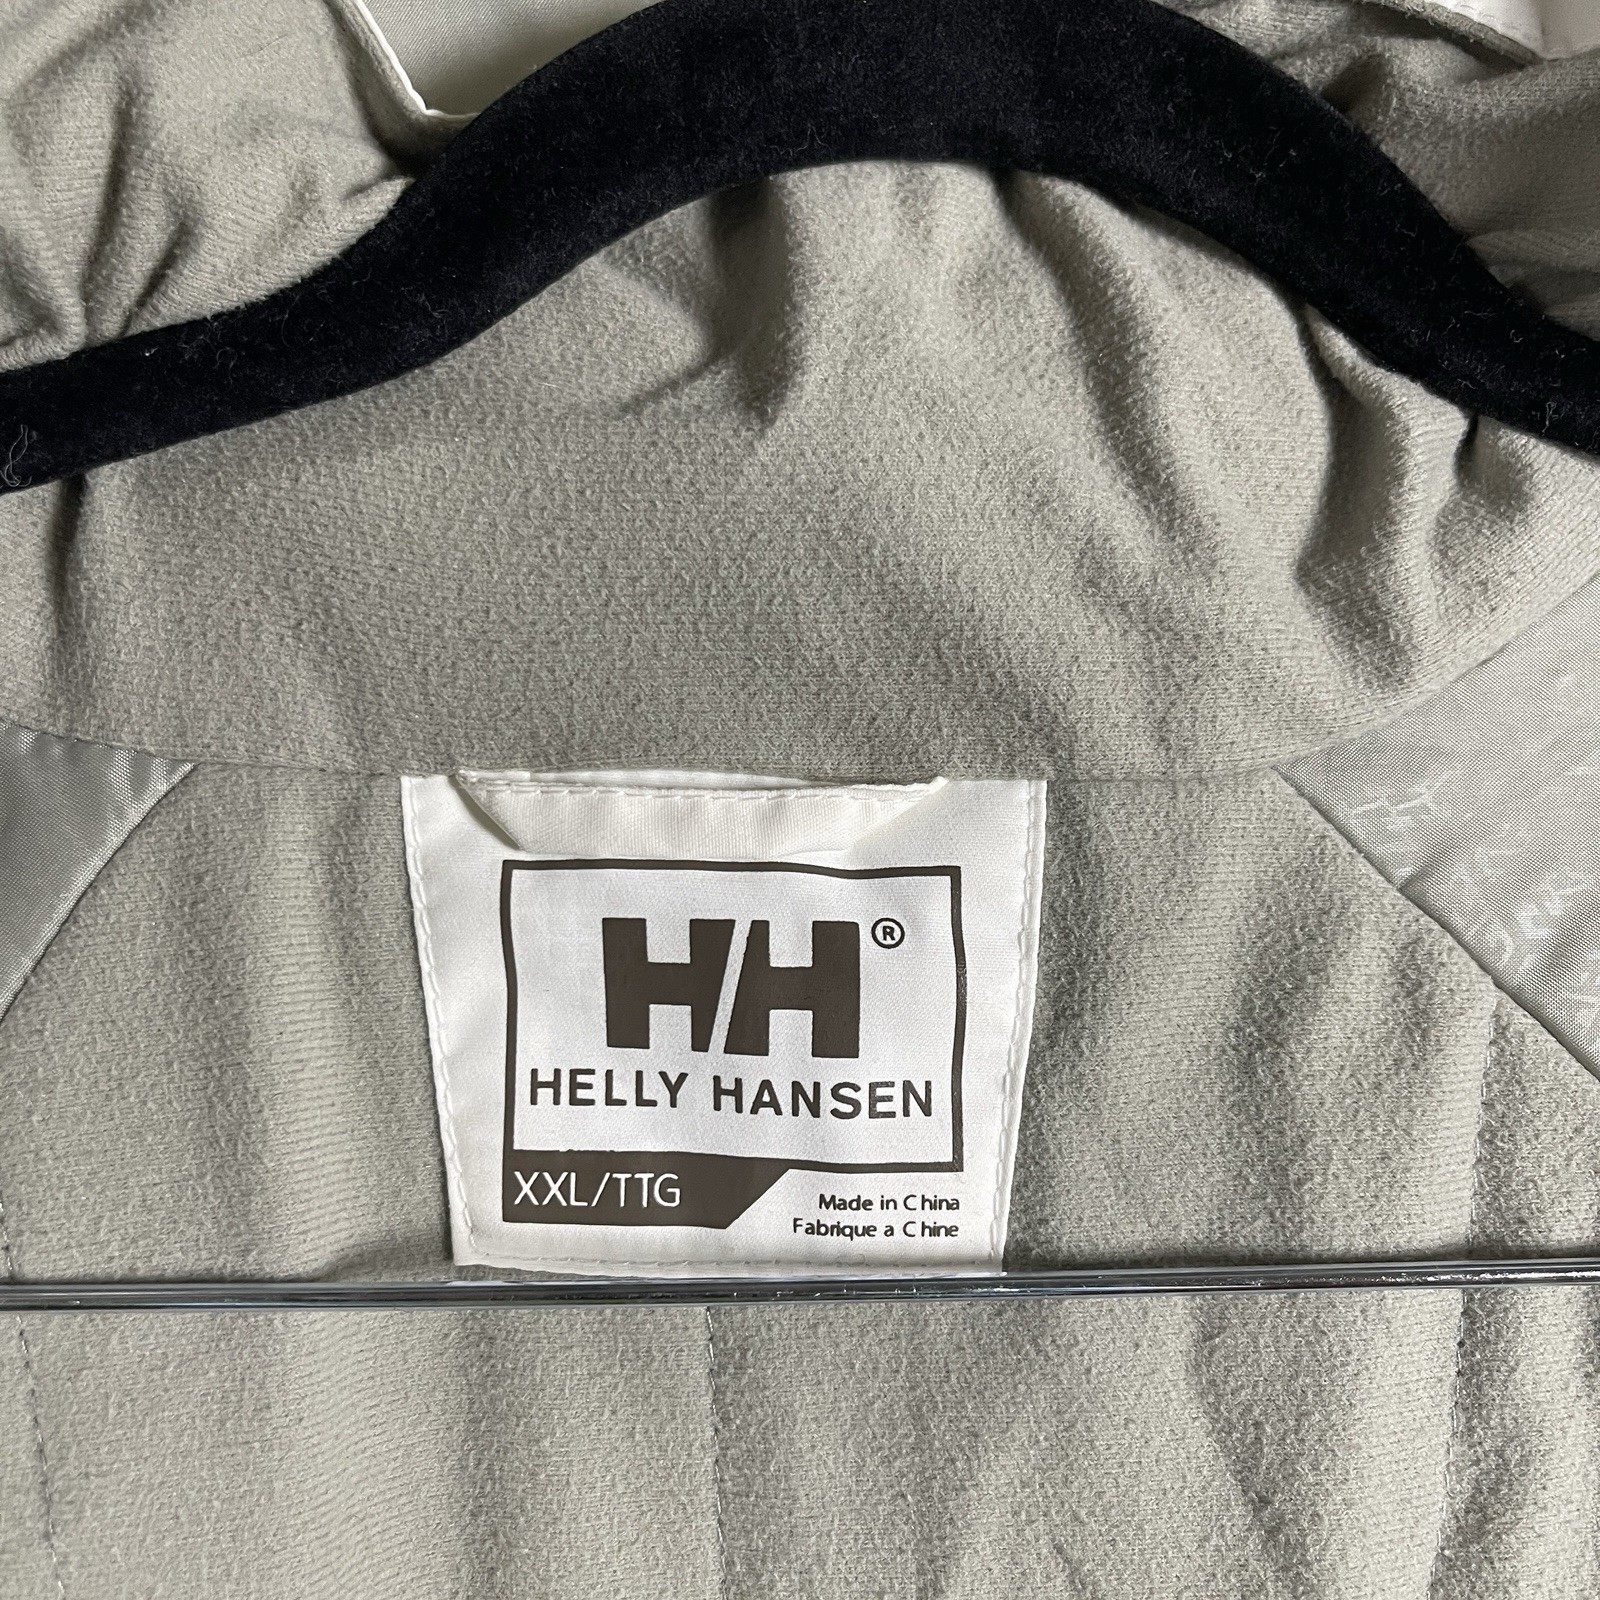 HH®
HELLY HANSEN
XXL/TTG
Made in China
Fabrique a Chine